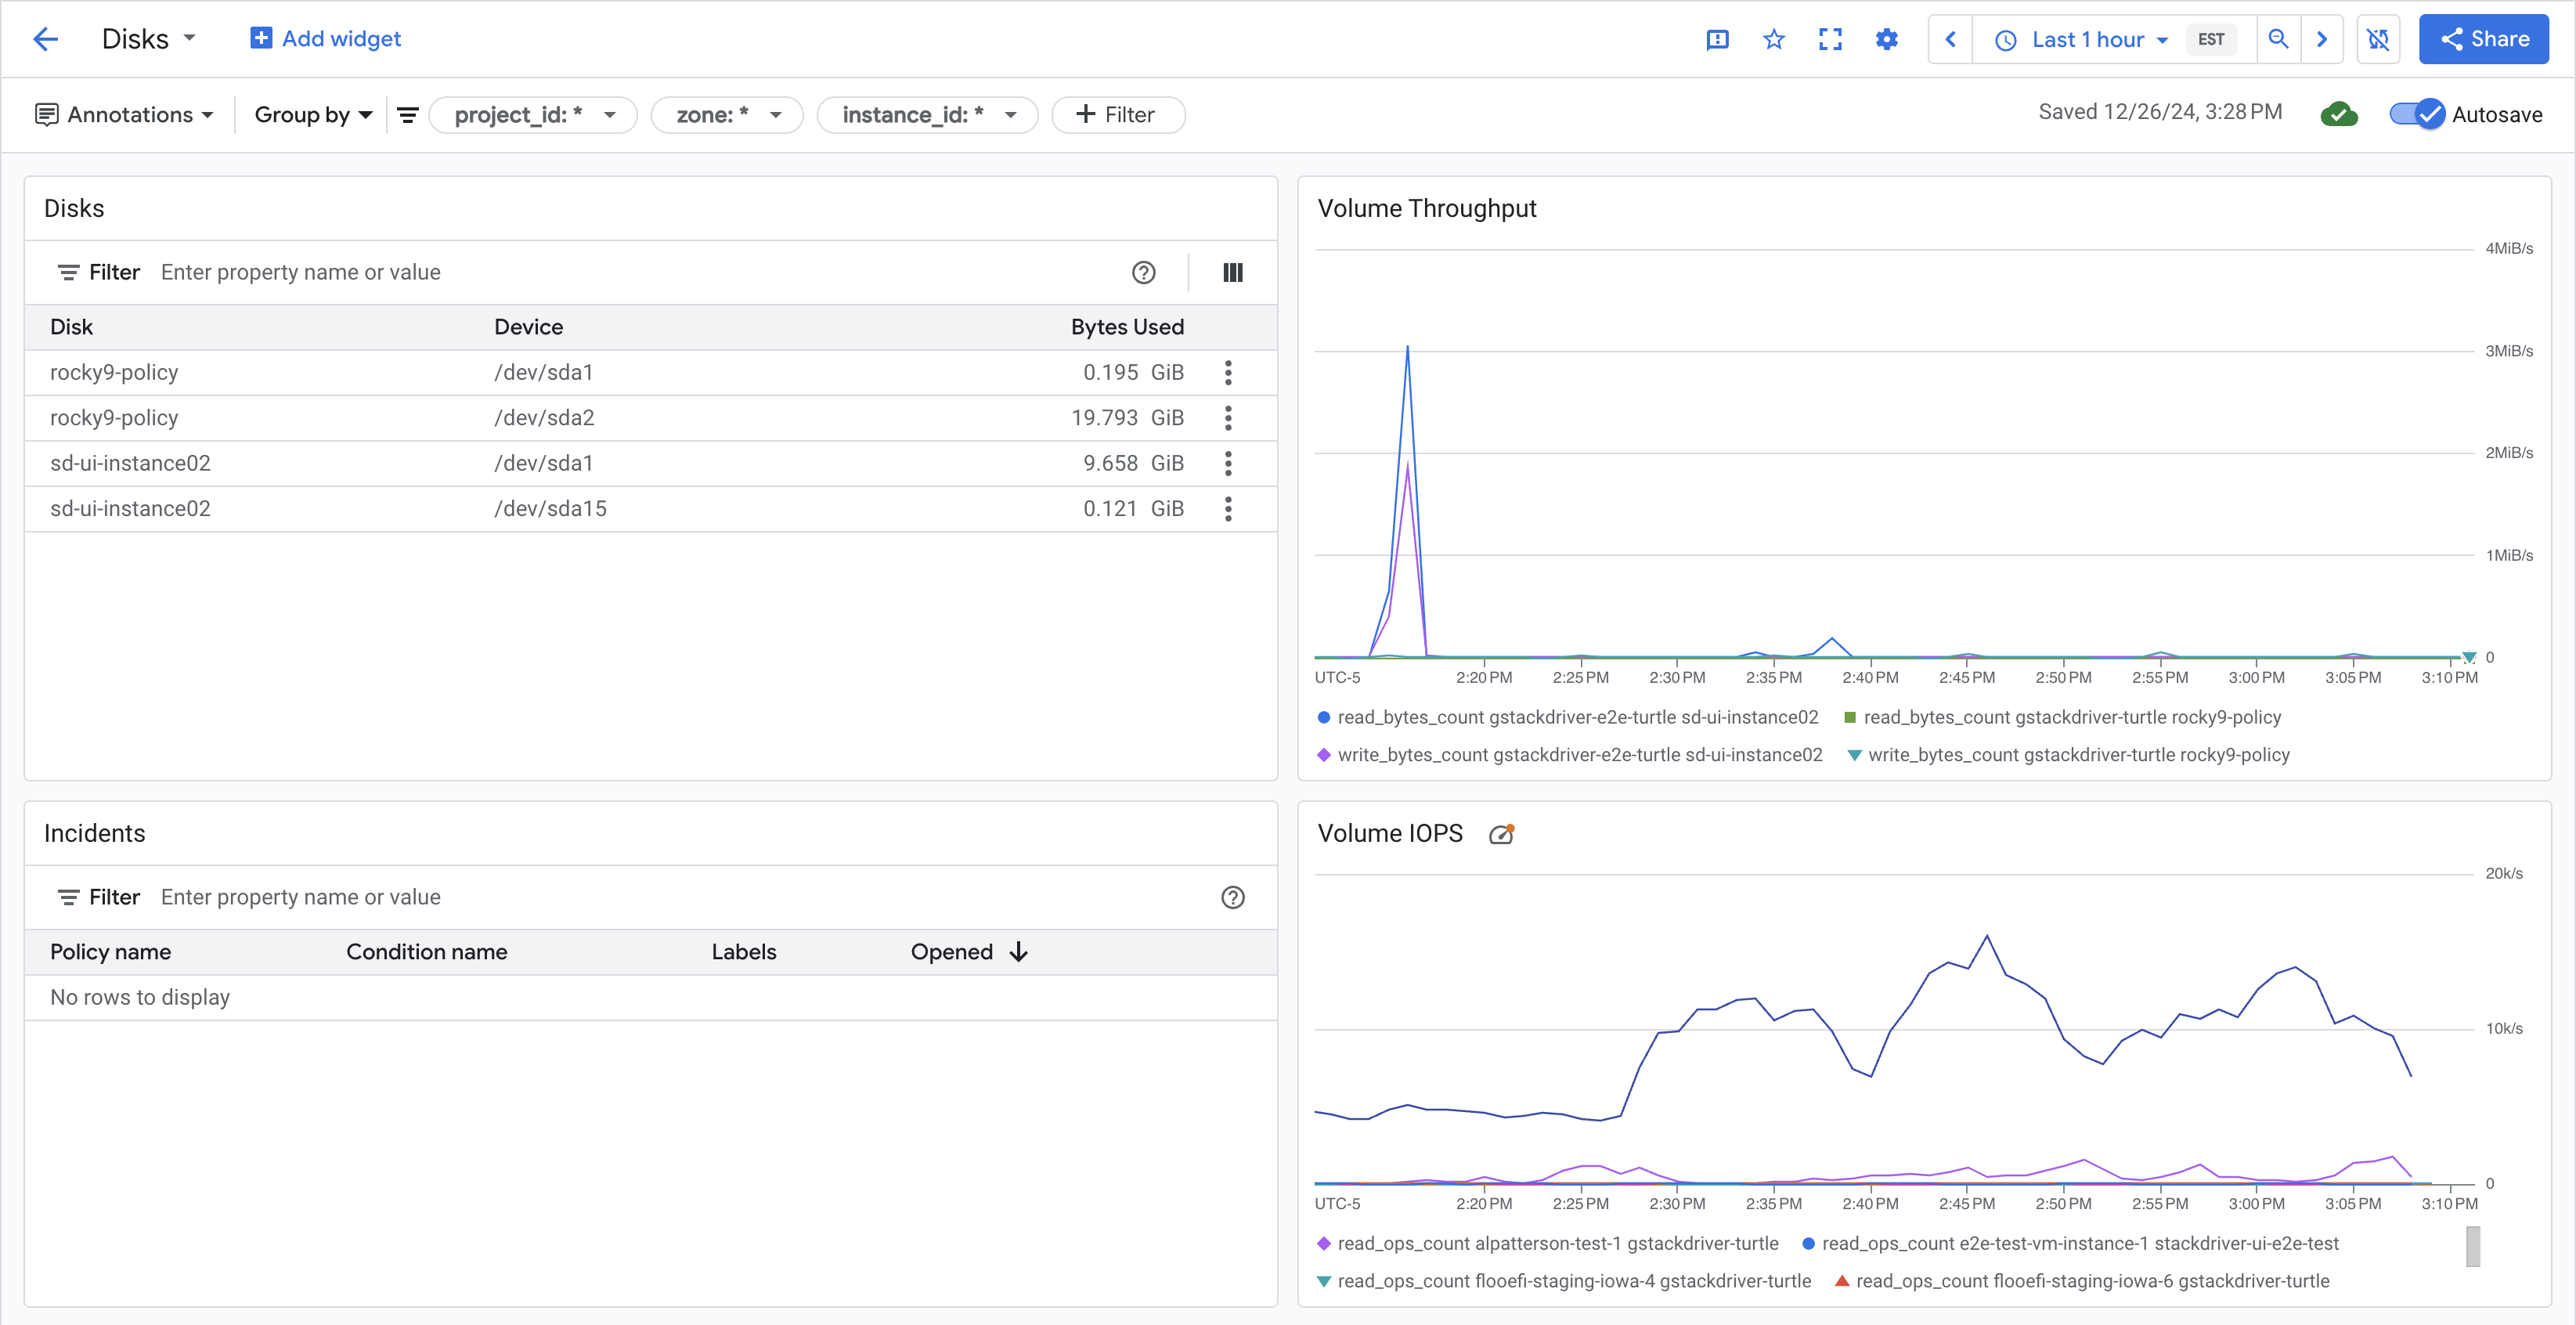 Disks
Add widget
Last 1 hour EST
Share
Annotations Group by project_id: * zone: * instance_id: * Filter
Saved 12/26/24, 3:28 PM
Autosave
Disks
Filter Enter property name or value
Disk Device Bytes Used
rocky9-policy /dev/sda1 0.195 GiB
rocky9-policy /dev/sda2 19.793 GiB
sd-ui-instance02 /dev/sda1 9.658 GiB
sd-ui-instance02 /dev/sda15 0.121 GiB
Volume Throughput
4MiB/s
3MiB/s
2MiB/s
1MiB/s
0
UTC-5 2:20 PM 2:25 PM 2:30 PM 2:35 PM 2:40 PM 2:45 PM 2:50 PM 2:55 PM 3:00 PM 3:05 PM 3:10 PM
read_bytes_count gstackdriver-e2e-turtle sd-ui-instance02 read_bytes_count gstackdriver-turtle rocky9-policy
write_bytes_count gstackdriver-e2e-turtle sd-ui-instance02 write_bytes_count gstackdriver-turtle rocky9-policy
Incidents
Filter Enter property name or value
Policy name Condition name Labels Opened
No rows to display
Volume IOPS
20k/s
10k/s
0
UTC-5 2:20 PM 2:25 PM 2:30 PM 2:35 PM 2:40 PM 2:45 PM 2:50 PM 2:55 PM 3:00 PM 3:05 PM 3:10 PM
read_ops_count alpatterson-test-1 gstackdriver-turtle read_ops_count e2e-test-vm-instance-1 stackdriver-ui-e2e-test
read_ops_count flooefi-staging-iowa-4 gstackdriver-turtle read_ops_count flooefi-staging-iowa-6 gstackdriver-turtle